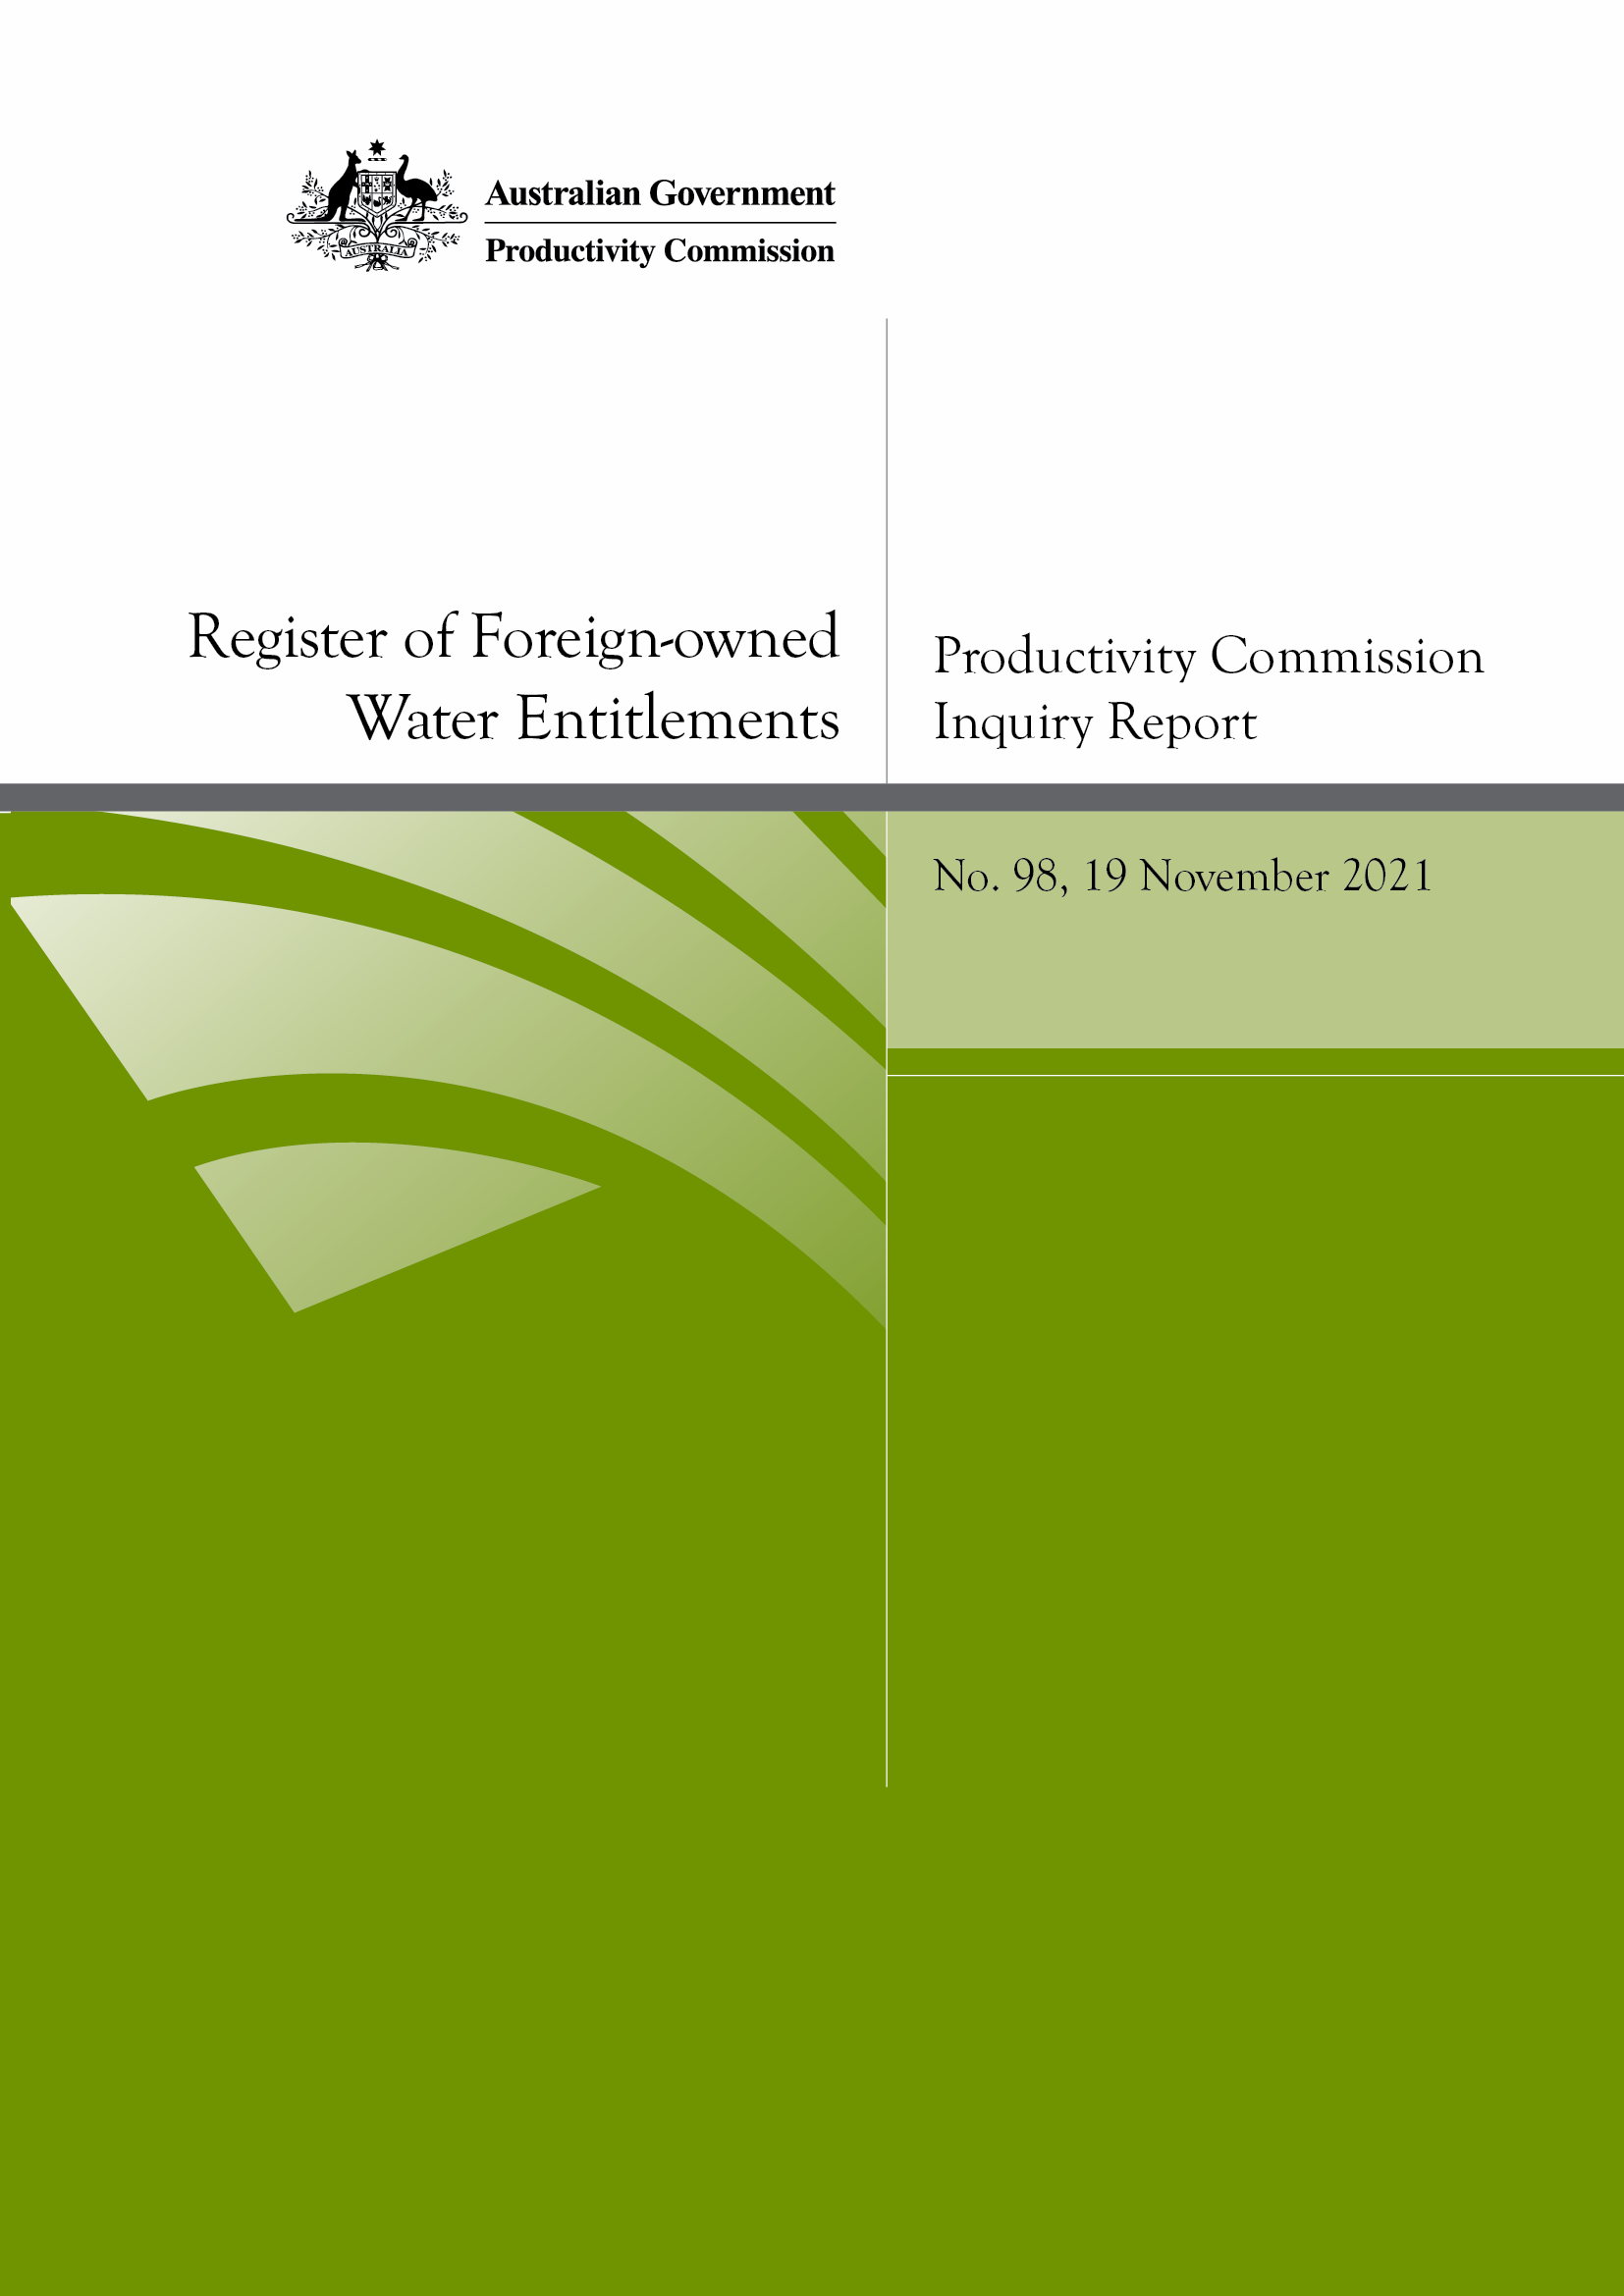 AUSTRALIA
Australian Government
Productivity Commission
Register of Foreign-owned
Water Entitlements
Productivity Commission
Inquiry Report
No. 98, 19 November 2021